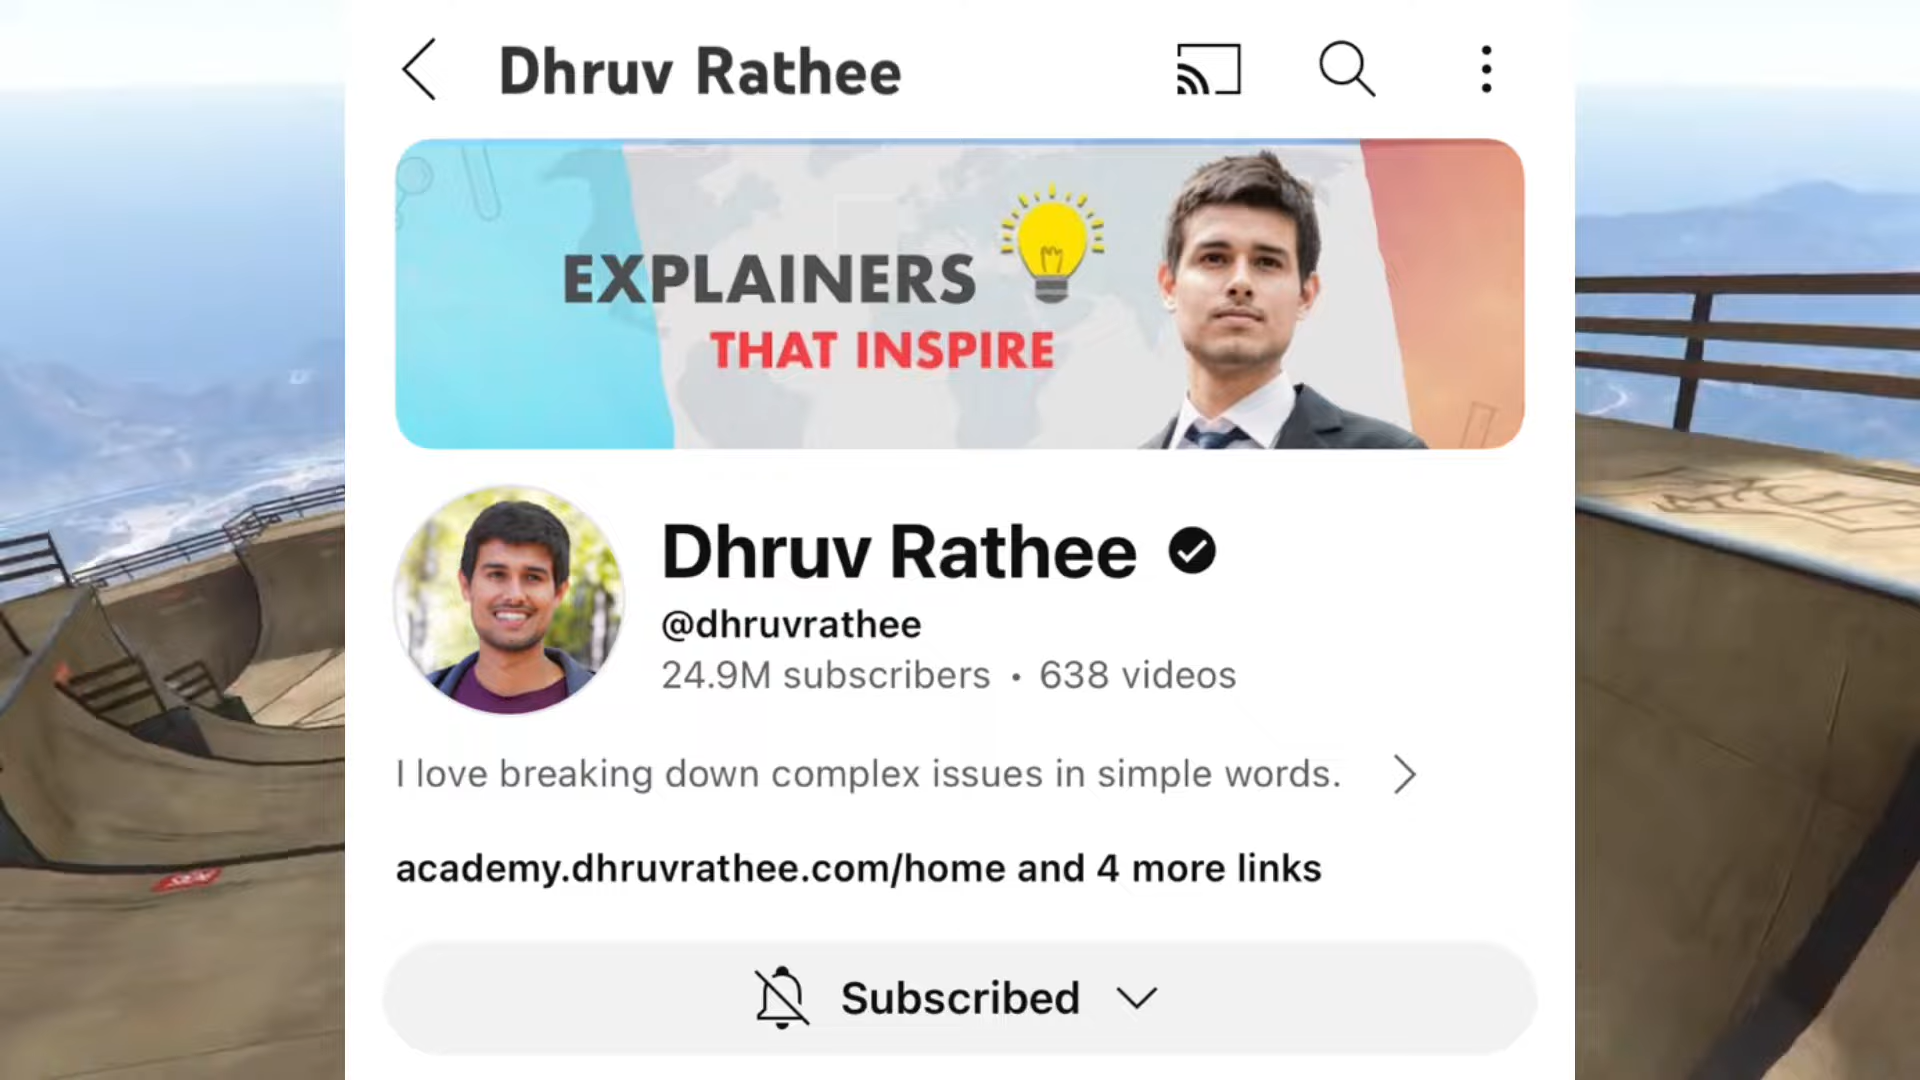 Dhruv Rathee
EXPLAINERS
THAT INSPIRE
Dhruv Rathee
@dhruvrathee
24.9M subscribers • 638 videos
I love breaking down complex issues in simple words.
academy.dhruvrathee.com/home and 4 more links
Subscribed